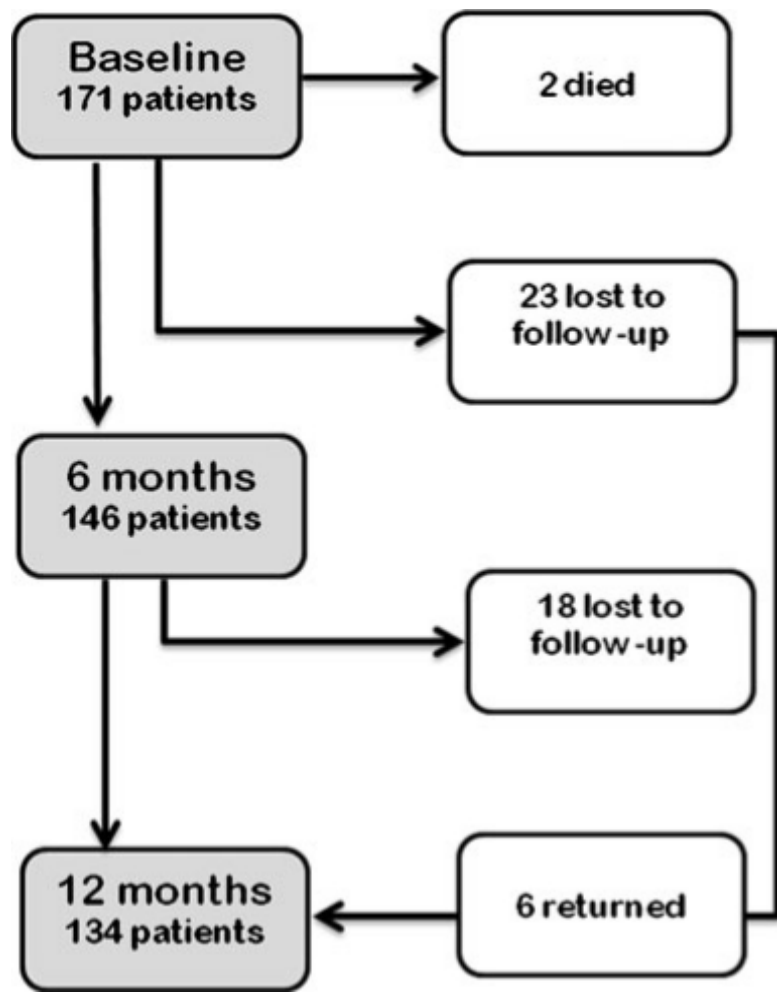 Baseline
171 patients
2 died
23 lost to
follow-up
6 months
146 patients
18 lost to
follow-up
12 months
134 patients
6 returned